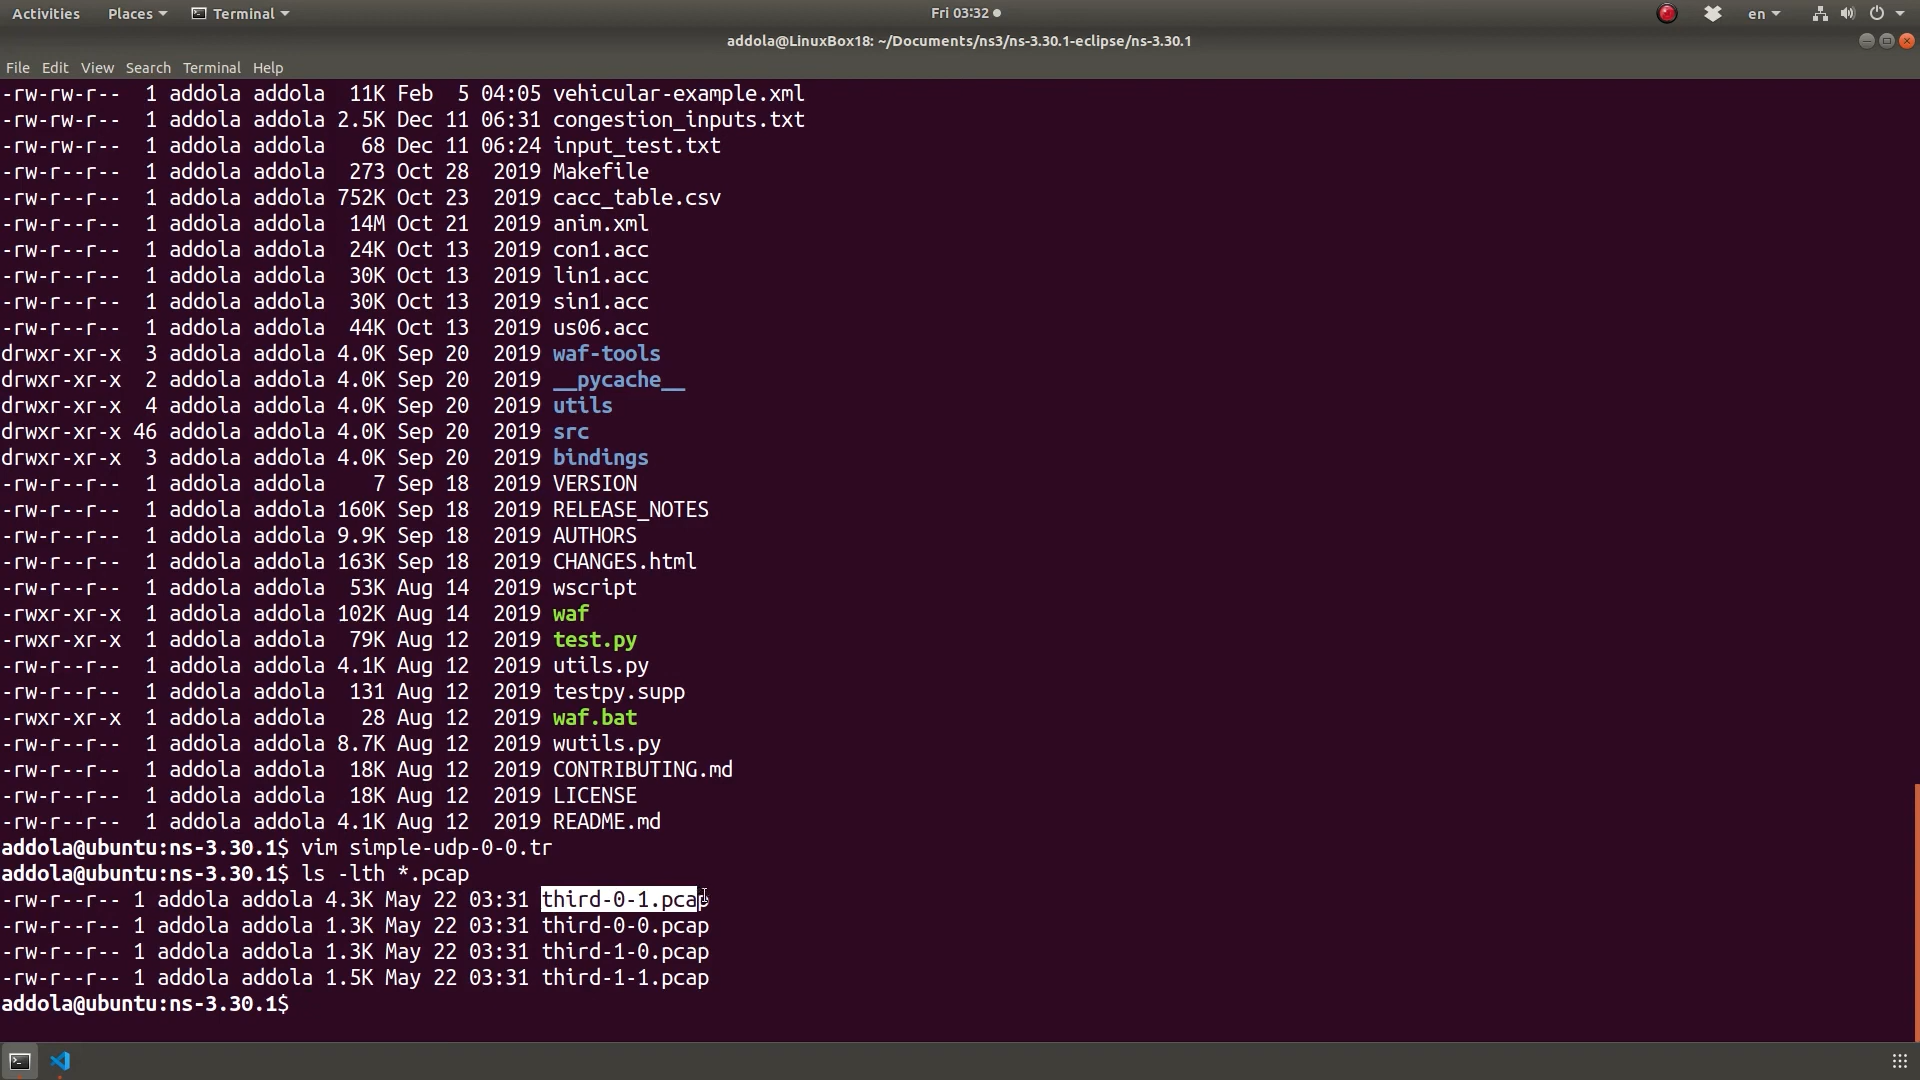 Activities Places Terminal Fri 03:32 en
addola@LinuxBox18: ~/Documents/ns3/ns-3.30.1-eclipse/ns-3.30.1
File Edit View Search Terminal Help
-rw-rw-r-- 1 addola addola 11K Feb 5 04:05 vehicular-example.xml
-rw-rw-r-- 1 addola addola 2.5K Dec 11 06:31 congestion_inputs.txt
-rw-rw-r-- 1 addola addola 68 Dec 11 06:24 input_test.txt
-rw-r--r-- 1 addola addola 273 Oct 28 2019 Makefile
-rw-r--r-- 1 addola addola 752K Oct 23 2019 cacc_table.csv
-rw-r--r-- 1 addola addola 14M Oct 21 2019 anim.xml
-rw-r--r-- 1 addola addola 24K Oct 13 2019 con1.acc
-rw-r--r-- 1 addola addola 30K Oct 13 2019 lin1.acc
-rw-r--r-- 1 addola addola 30K Oct 13 2019 sin1.acc
-rw-r--r-- 1 addola addola 44K Oct 13 2019 us06.acc
drwxr-xr-x 3 addola addola 4.0K Sep 20 2019 waf-tools
drwxr-xr-x 2 addola addola 4.0K Sep 20 2019 __pycache__
drwxr-xr-x 4 addola addola 4.0K Sep 20 2019 utils
drwxr-xr-x 46 addola addola 4.0K Sep 20 2019 src
drwxr-xr-x 3 addola addola 4.0K Sep 20 2019 bindings
-rw-r--r-- 1 addola addola 7 Sep 18 2019 VERSION
-rw-r--r-- 1 addola addola 160K Sep 18 2019 RELEASE_NOTES
-rw-r--r-- 1 addola addola 9.9K Sep 18 2019 AUTHORS
-rw-r--r-- 1 addola addola 163K Sep 18 2019 CHANGES.html
-rw-r--r-- 1 addola addola 53K Aug 14 2019 wscript
-rwxr-xr-x 1 addola addola 102K Aug 14 2019 waf
-rwxr-xr-x 1 addola addola 79K Aug 12 2019 test.py
-rw-r--r-- 1 addola addola 4.1K Aug 12 2019 utils.py
-rw-r--r-- 1 addola addola 131 Aug 12 2019 testpy.supp
-rwxr-xr-x 1 addola addola 28 Aug 12 2019 waf.bat
-rw-r--r-- 1 addola addola 8.7K Aug 12 2019 wutils.py
-rw-r--r-- 1 addola addola 18K Aug 12 2019 CONTRIBUTING.md
-rw-r--r-- 1 addola addola 18K Aug 12 2019 LICENSE
-rw-r--r-- 1 addola addola 4.1K Aug 12 2019 README.md
addola@ubuntu:ns-3.30.1$ vim simple-udp-0-0.tr
addola@ubuntu:ns-3.30.1$ ls -lth *.pcap
-rw-r--r-- 1 addola addola 4.3K May 22 03:31 third-0-1.pcap
-rw-r--r-- 1 addola addola 1.3K May 22 03:31 third-0-0.pcap
-rw-r--r-- 1 addola addola 1.3K May 22 03:31 third-1-0.pcap
-rw-r--r-- 1 addola addola 1.5K May 22 03:31 third-1-1.pcap
addola@ubuntu:ns-3.30.1$